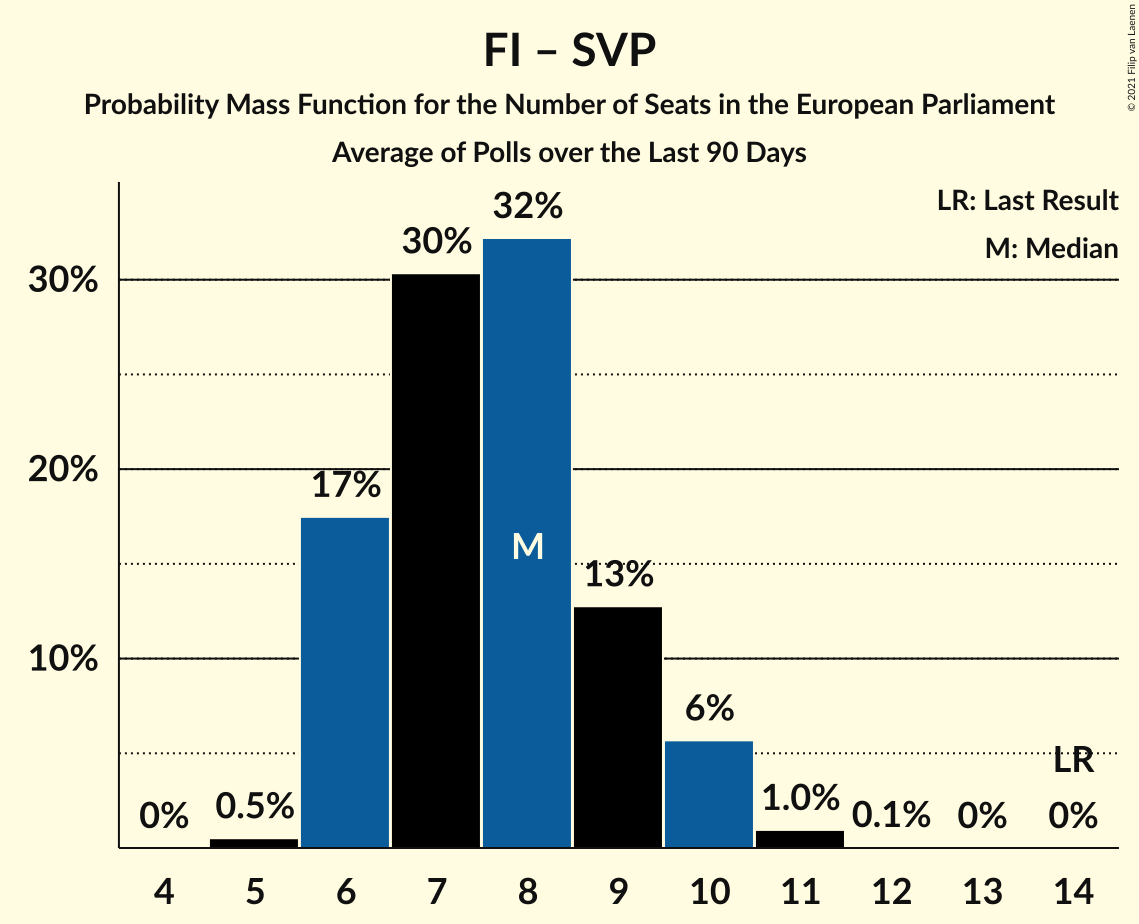 FI – SVP
Probability Mass Function for the Number of Seats in the European Parliament
Average of Polls over the Last 90 Days
© 2021 Filip van Laenen
LR: Last Result
M: Median
30%
20%
10%
0%
0.5%
17%
30%
32%
M
13%
6%
1.0%
0.1%
0%
LR
0%
4 5 6 7 8 9 10 11 12 13 14